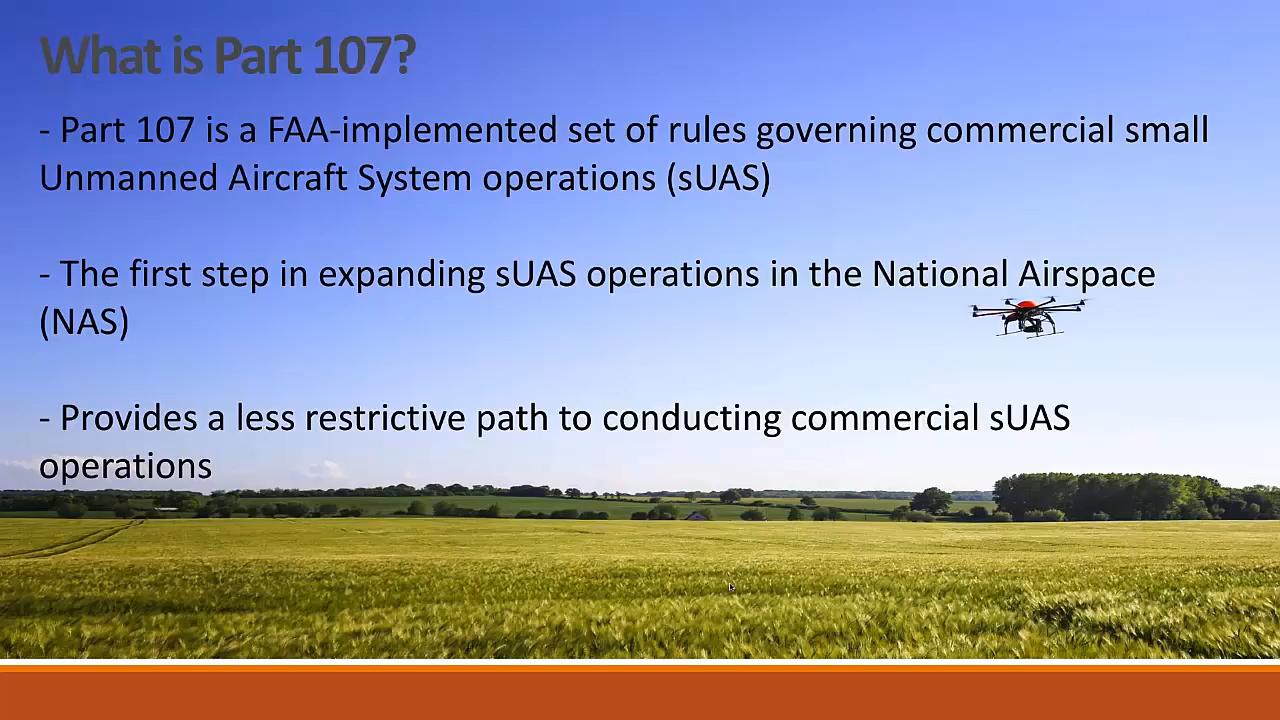 What is Part 107?
- Part 107 is a FAA-implemented set of rules governing commercial small
Unmanned Aircraft System operations (sUAS)
- The first step in expanding sUAS operations in the National Airspace
(NAS)
- Provides a less restrictive path to conducting commercial sUAS
operations